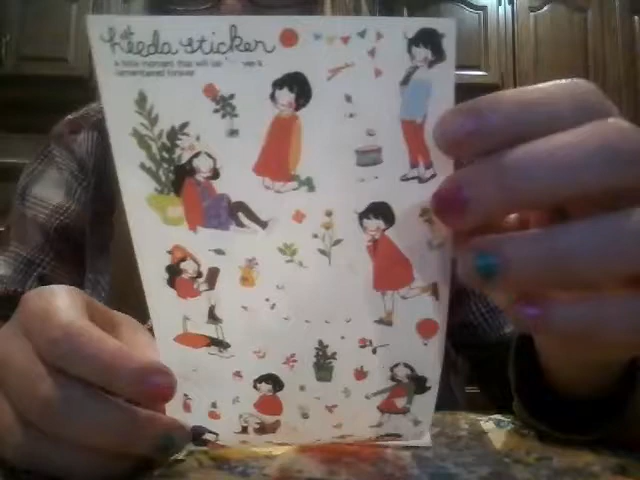 heeda sticker
A little moment that will be
remembered forever